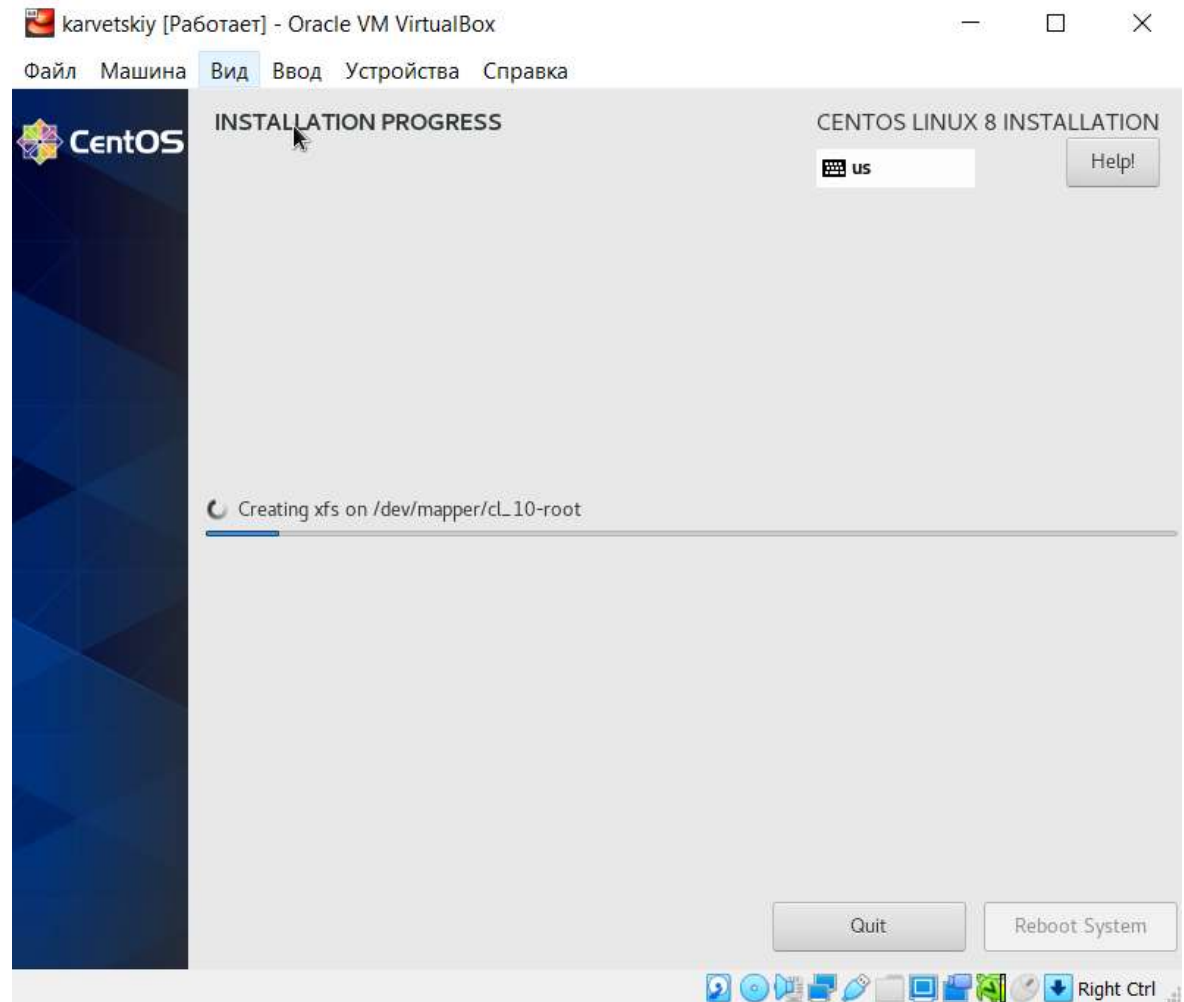 karvetskiy [Работает] - Oracle VM VirtualBox
Файл Машина Вид Ввод Устройства Справка
CentOS
INSTALLATION PROGRESS
CENTOS LINUX 8 INSTALLATION
us
Help!
Creating xfs on /dev/mapper/cl_10-root
Quit
Reboot System
Right Ctrl